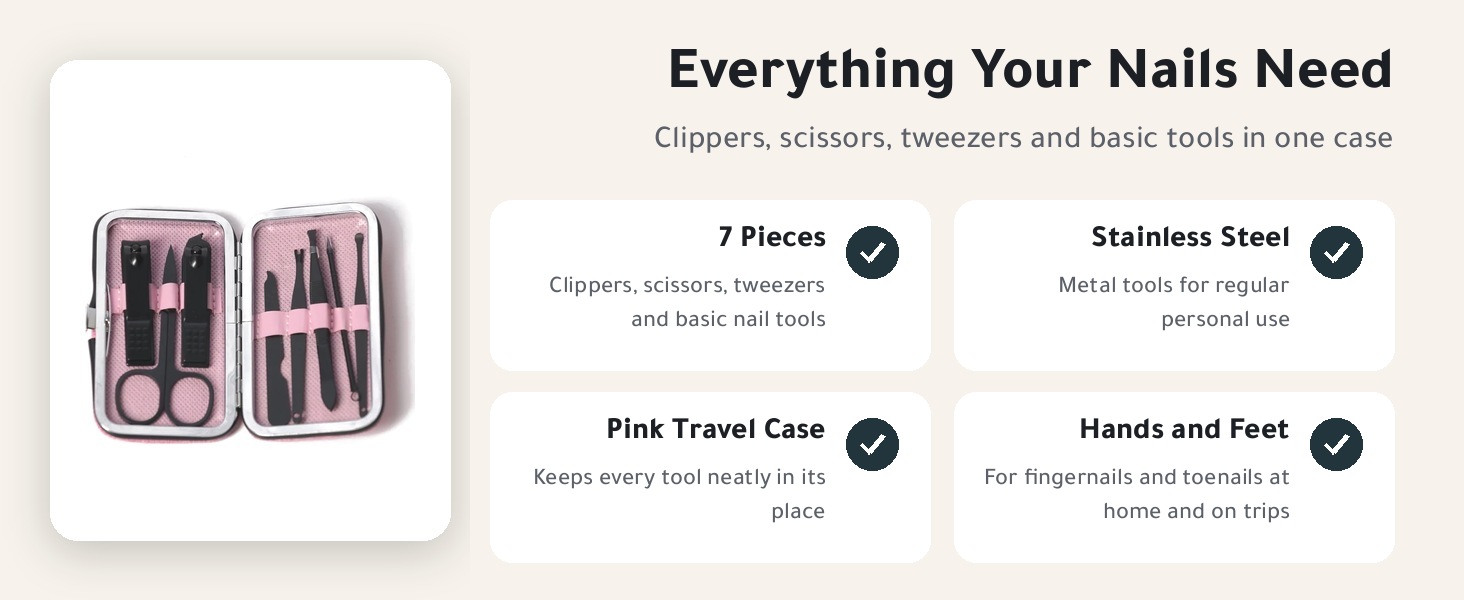 Everything Your Nails Need
Clippers, scissors, tweezers and basic tools in one case
7 Pieces
Clippers, scissors, tweezers
and basic nail tools
Stainless Steel
Metal tools for regular
personal use
Pink Travel Case
Keeps every tool neatly in its
place
Hands and Feet
For fingernails and toenails at
home and on trips